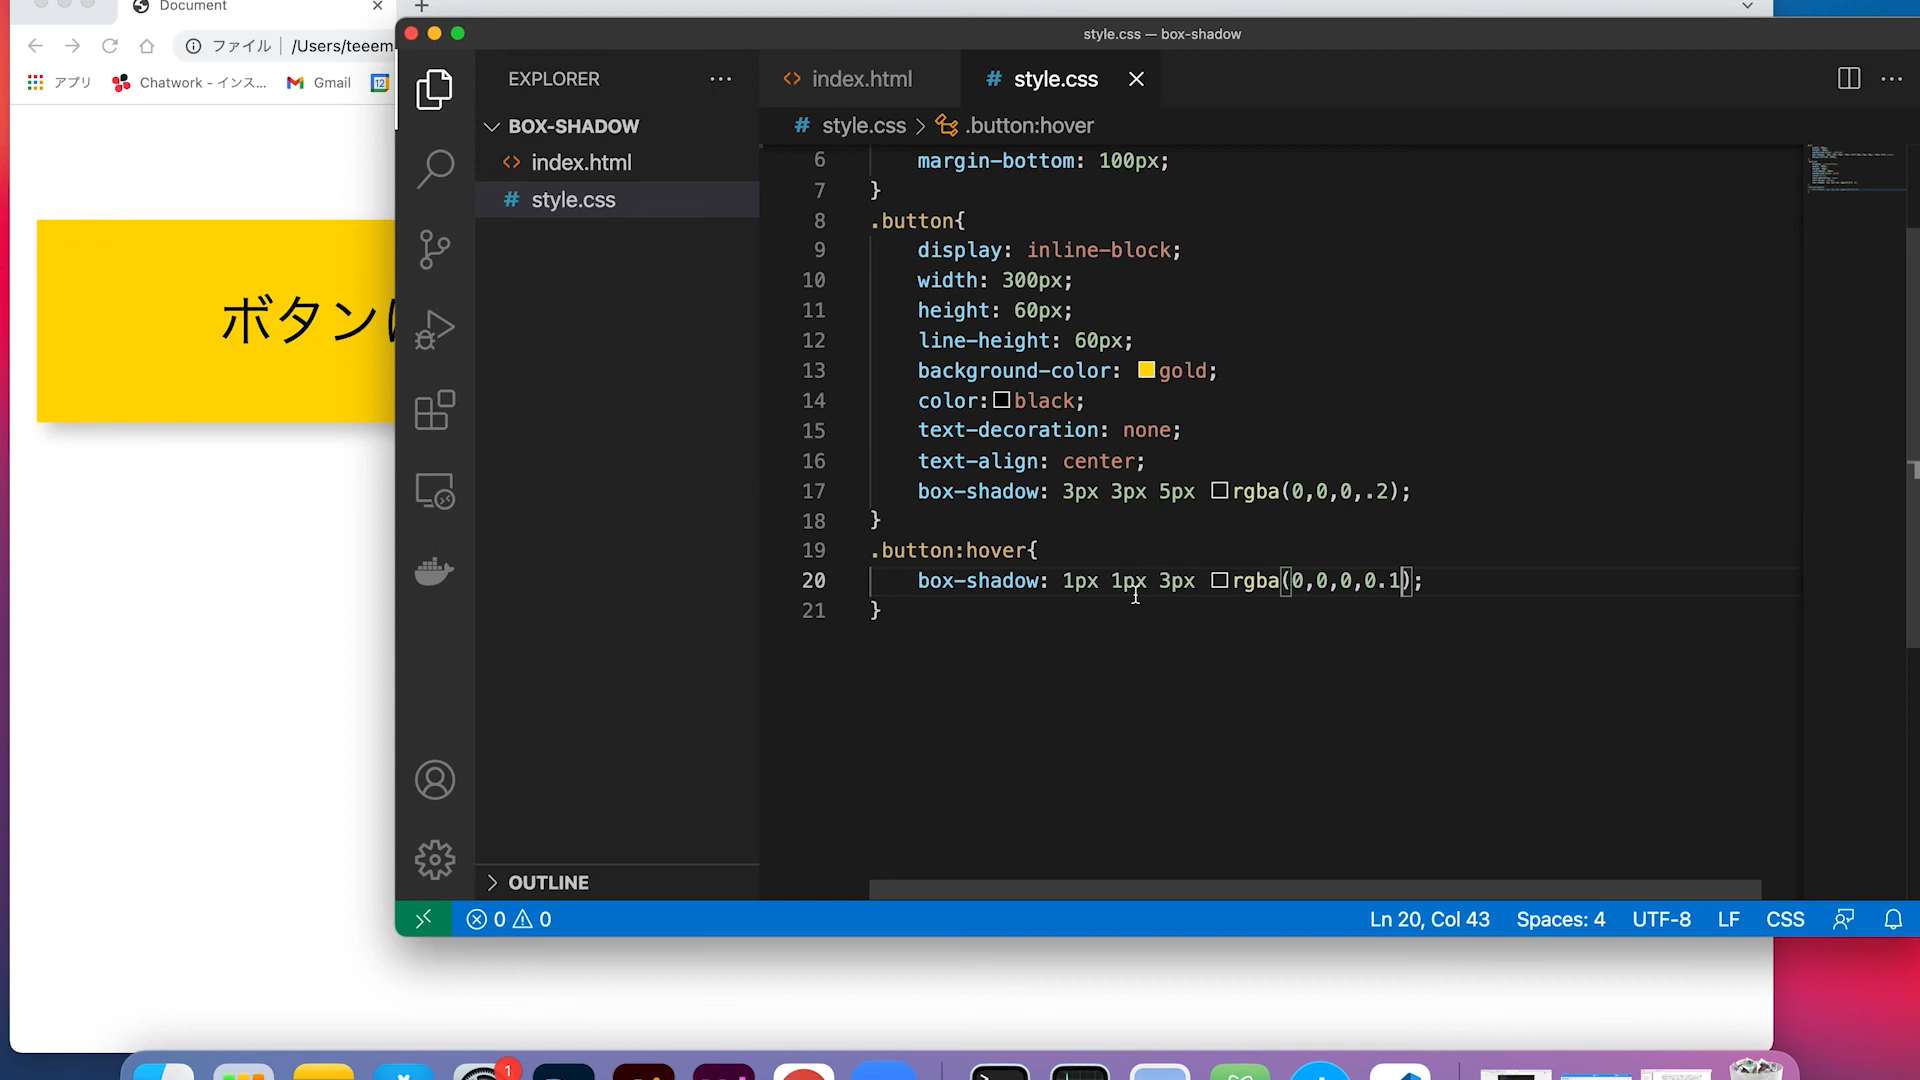 Document
ファイル
/Users/teeem
アプリ
Chatwork - インス...
Gmail
12
ボタン
style.css — box-shadow
EXPLORER
BOX-SHADOW
index.html
style.css
OUTLINE
index.html
style.css
style.css > .button:hover
6 margin-bottom: 100px;
7 }
8 .button{
9 display: inline-block;
10 width: 300px;
11 height: 60px;
12 line-height: 60px;
13 background-color: gold;
14 color:black;
15 text-decoration: none;
16 text-align: center;
17 box-shadow: 3px 3px 5px rgba(0,0,0,.2);
18 }
19 .button:hover{
20 box-shadow: 1px 1px 3px rgba(0,0,0,0.1);
21 }
0 0
Ln 20, Col 43
Spaces: 4
UTF-8
LF
CSS
1